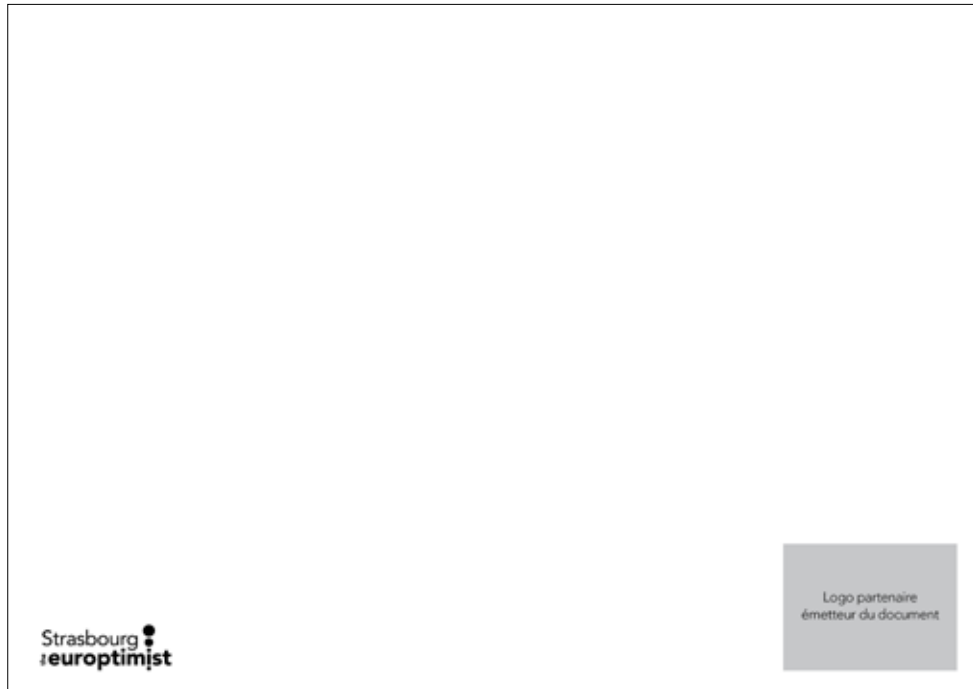 Strasbourg
the europtimist
Logo partenaire
émetteur du document